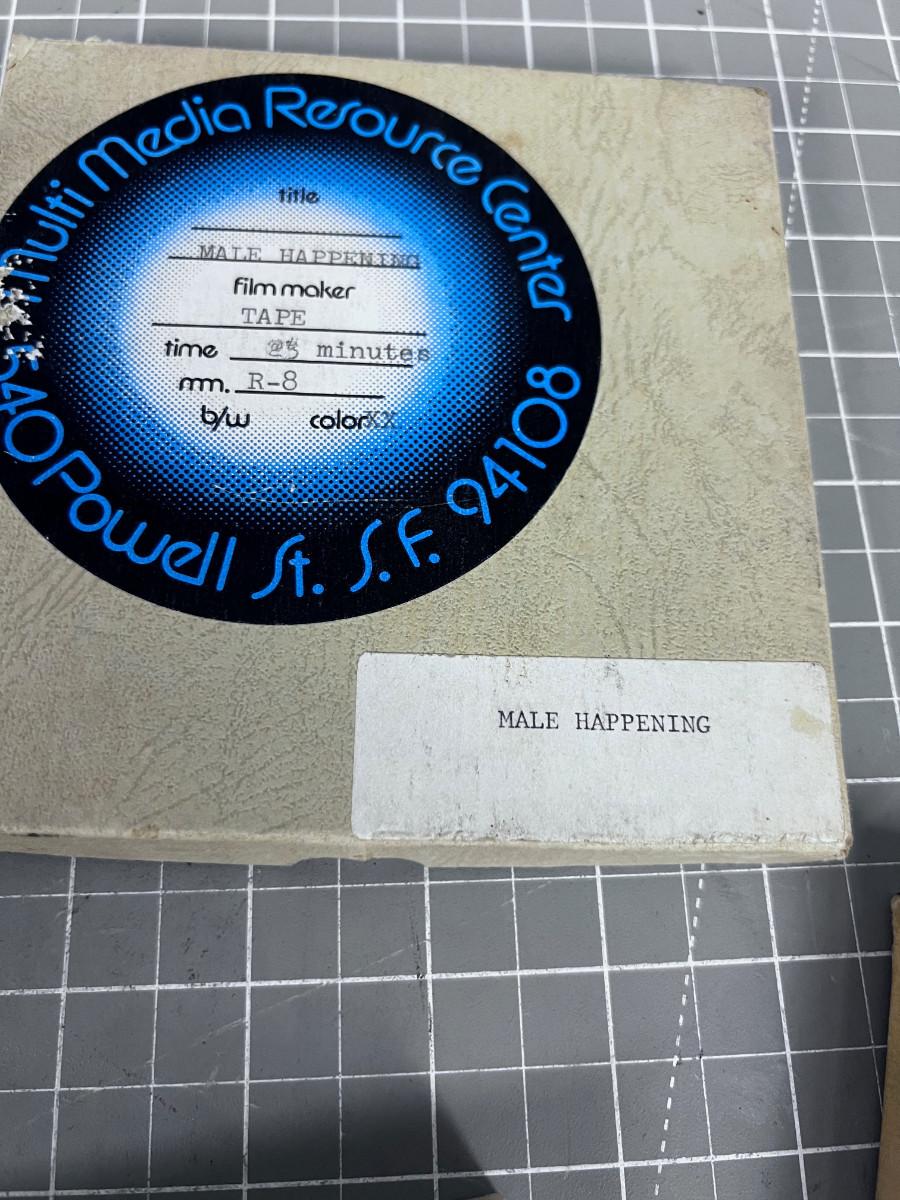 Multi Media Resource Center
title
MALE HAPPENING
film maker
TAPE
time minutes
mm. R-8
b/w color XX
540 Powell St. S.F. 94108
MALE HAPPENING